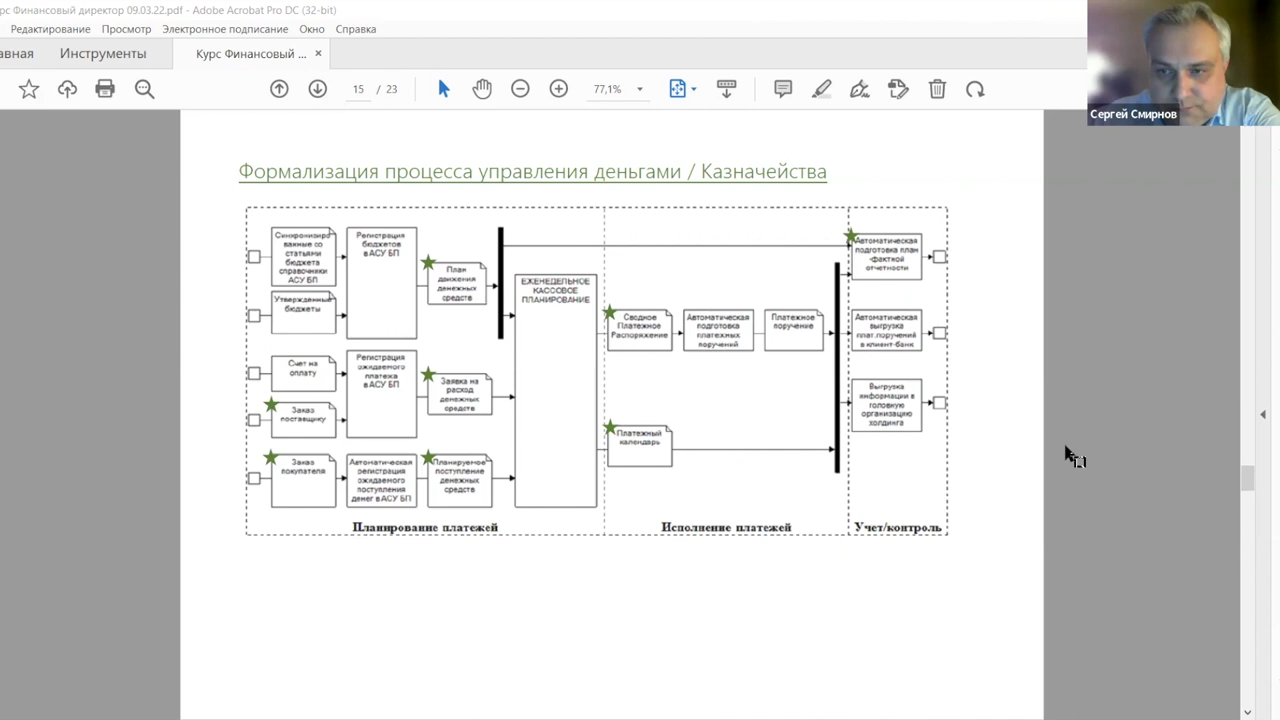 рс Финансовый директор 09.03.22.pdf - Adobe Acrobat Pro DC (32-bit)
Редактирование Просмотр Электронное подписание Окно Справка
авная Инструменты Курс Финансовый ... ×
15 / 23 77,1%
Сергей Смирнов
Формализация процесса управления деньгами / Казначейства
Синхронизиро
ванные со
статьями
бюджета
справочники
АСУ БП
Регистрация
бюджетов
в АСУ БП
План
движения
денежных
средств
Утвержденные
бюджеты
ЕЖЕНЕДЕЛЬНОЕ
КАССОВОЕ
ПЛАНИРОВАНИЕ
Счет на
оплату
Регистрация
ожидаемого
платежа
в АСУ БП
Заявка на
расход
денежных
средств
Заказ
поставщику
Заказ
покупателя
Автоматическая
регистрация
ожидаемого
поступления
денег в АСУ БП
Планируемое
поступление
денежных
средств
Сводное
Платежное
Распоряжение
Автоматическая
подготовка
платежных
поручений
Платежное
поручение
Платежный
календарь
Автоматическая
подготовка план
-фактной
отчетности
Автоматическая
выгрузка
плат.поручений
в клиент-банк
Выгрузка
информации в
головную
организацию
холдинга
Планирование платежей
Исполнение платежей
Учет/контроль